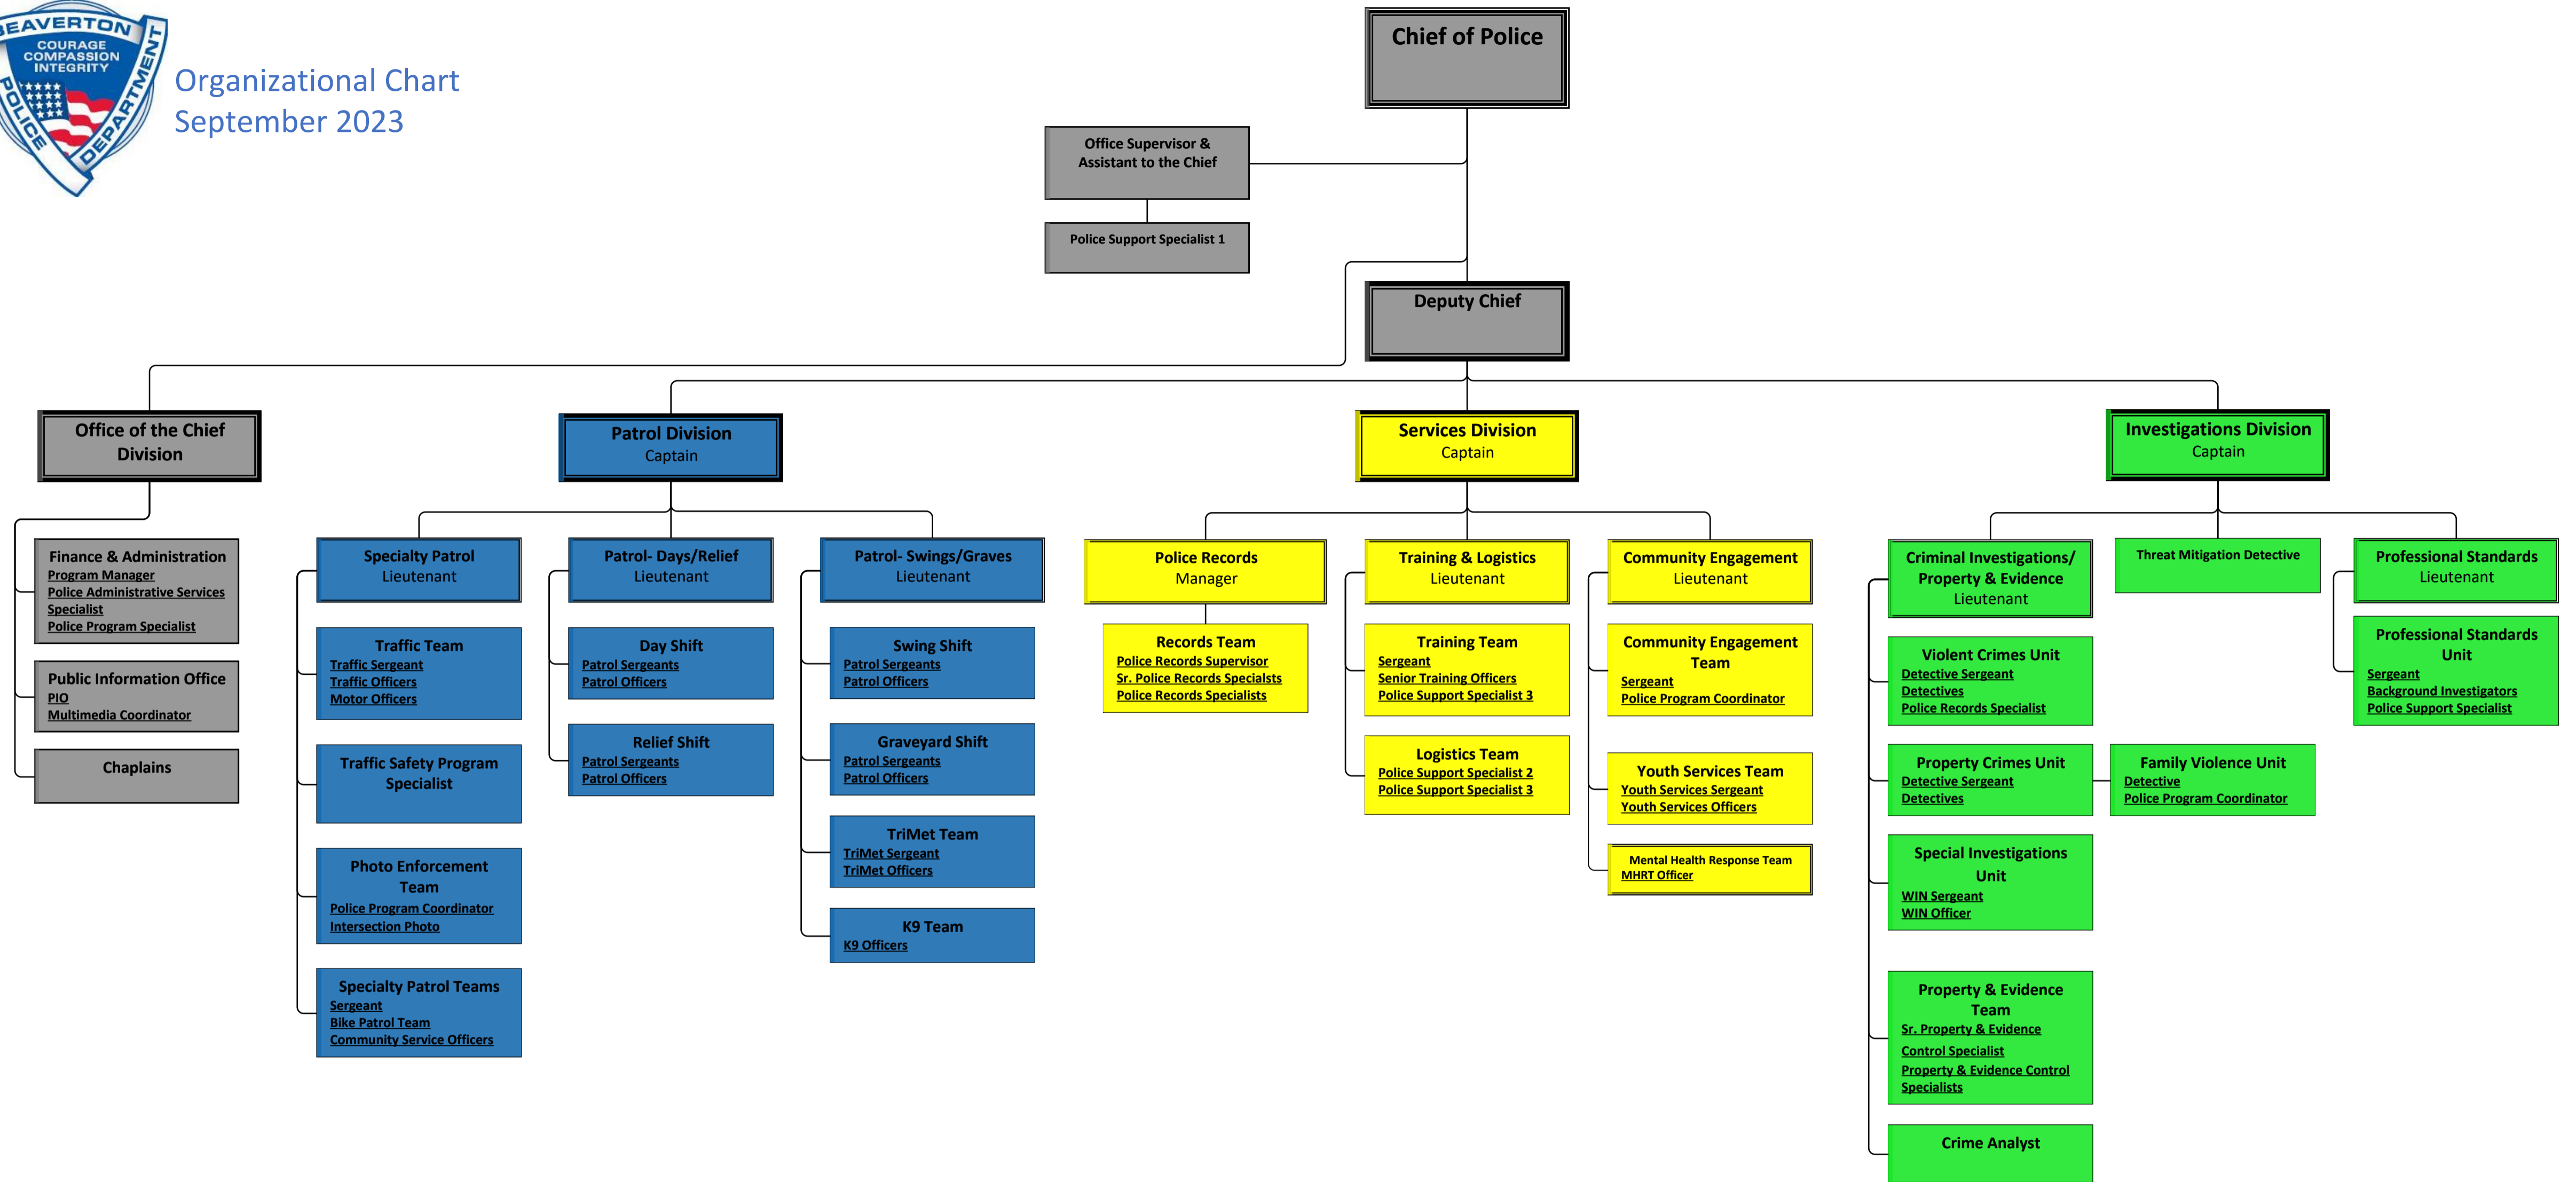 BEAVERTON
COURAGE
COMPASSION
INTEGRITY
POLICE
DEPARTMENT
Organizational Chart
September 2023
Chief of Police
Office Supervisor &
Assistant to the Chief
Police Support Specialist 1
Deputy Chief
Office of the Chief
Division
Finance & Administration
Program Manager
Police Administrative Services
Specialist
Police Program Specialist
Public Information Office
PIO
Multimedia Coordinator
Chaplains
Patrol Division
Captain
Specialty Patrol
Lieutenant
Traffic Team
Traffic Sergeant
Traffic Officers
Motor Officers
Traffic Safety Program
Specialist
Photo Enforcement
Team
Police Program Coordinator
Intersection Photo
Specialty Patrol Teams
Sergeant
Bike Patrol Team
Community Service Officers
Patrol- Days/Relief
Lieutenant
Day Shift
Patrol Sergeants
Patrol Officers
Relief Shift
Patrol Sergeants
Patrol Officers
Patrol- Swings/Graves
Lieutenant
Swing Shift
Patrol Sergeants
Patrol Officers
Graveyard Shift
Patrol Sergeants
Patrol Officers
TriMet Team
TriMet Sergeant
TriMet Officers
K9 Team
K9 Officers
Services Division
Captain
Police Records
Manager
Records Team
Police Records Supervisor
Sr. Police Records Specialsts
Police Records Specialists
Training & Logistics
Lieutenant
Training Team
Sergeant
Senior Training Officers
Police Support Specialist 3
Logistics Team
Police Support Specialist 2
Police Support Specialist 3
Community Engagement
Lieutenant
Community Engagement
Team
Sergeant
Police Program Coordinator
Youth Services Team
Youth Services Sergeant
Youth Services Officers
Mental Health Response Team
MHRT Officer
Investigations Division
Captain
Criminal Investigations/
Property & Evidence
Lieutenant
Violent Crimes Unit
Detective Sergeant
Detectives
Police Records Specialist
Property Crimes Unit
Detective Sergeant
Detectives
Family Violence Unit
Detective
Police Program Coordinator
Special Investigations
Unit
WIN Sergeant
WIN Officer
Property & Evidence
Team
Sr. Property & Evidence
Control Specialist
Property & Evidence Control
Specialists
Crime Analyst
Threat Mitigation Detective
Professional Standards
Lieutenant
Professional Standards
Unit
Sergeant
Background Investigators
Police Support Specialist